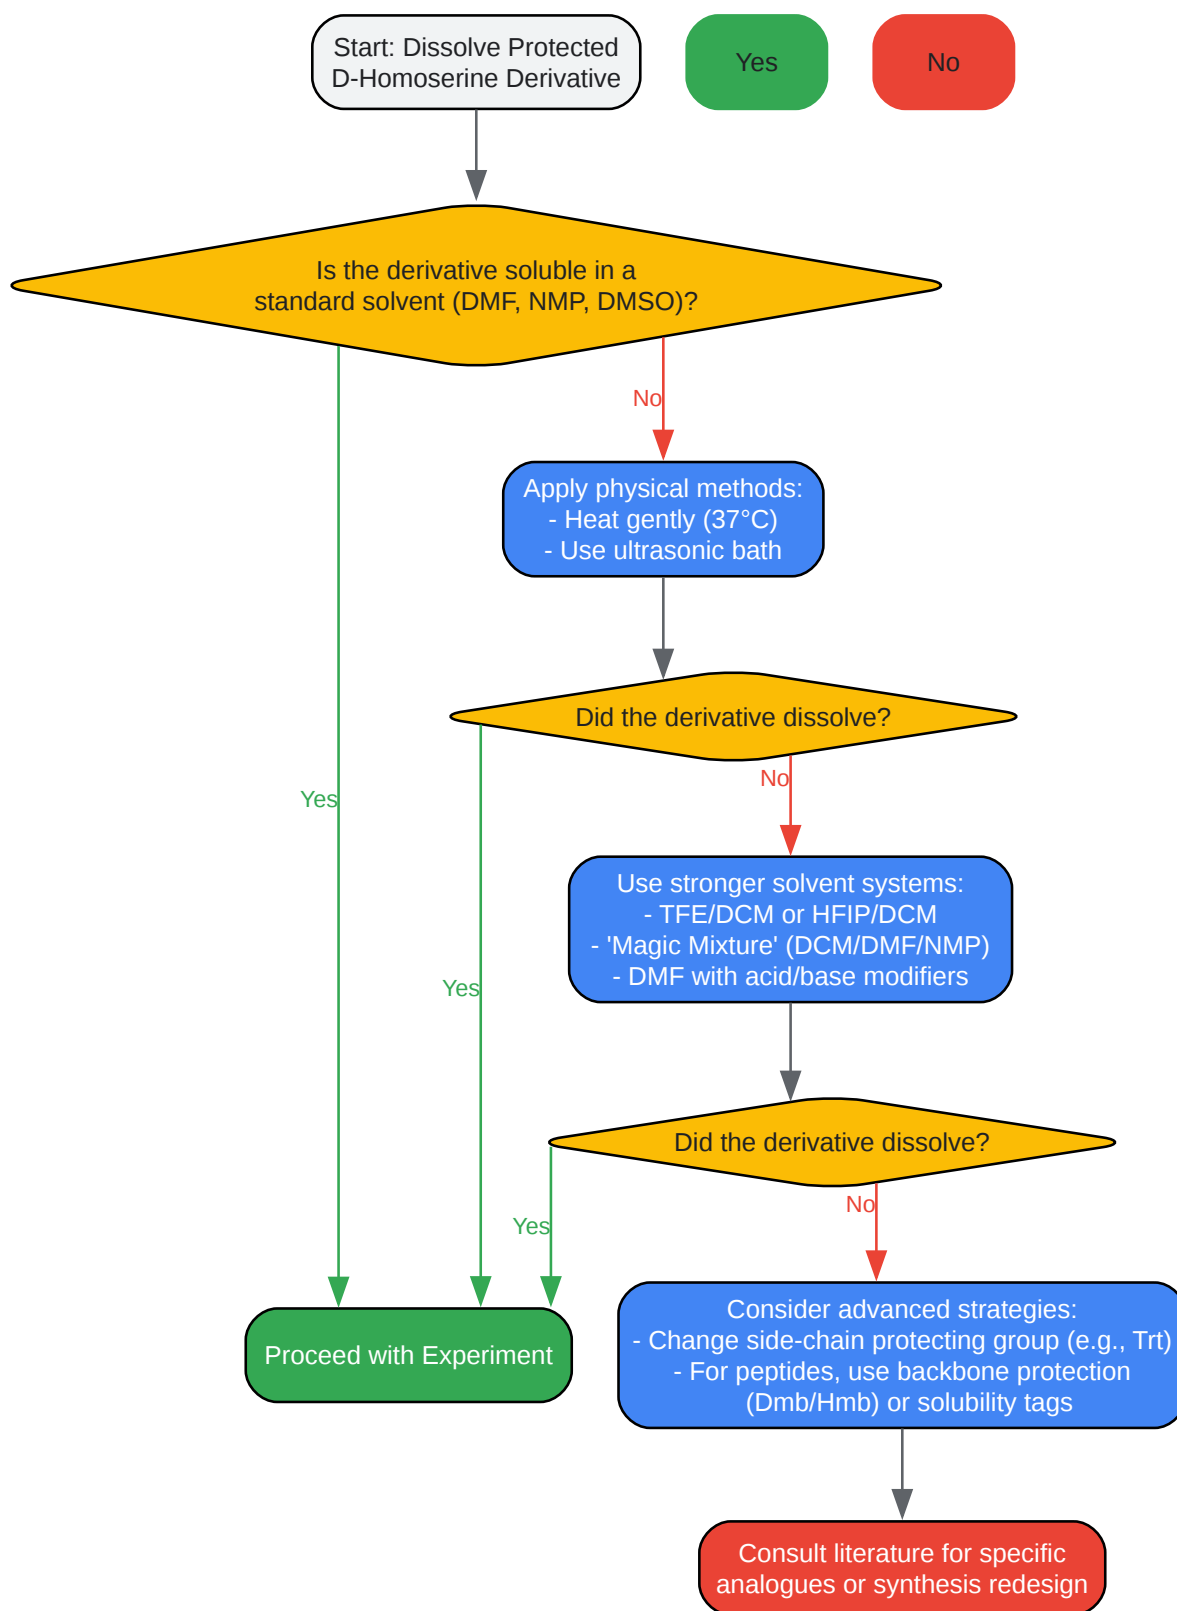 Start: Dissolve Protected
D-Homoserine Derivative
Yes
No
Is the derivative soluble in a
standard solvent (DMF, NMP, DMSO)?
No
Apply physical methods:
- Heat gently (37°C)
- Use ultrasonic bath
Did the derivative dissolve?
No
Yes
Use stronger solvent systems:
- TFE/DCM or HFIP/DCM
- 'Magic Mixture' (DCM/DMF/NMP)
- DMF with acid/base modifiers
Yes
Did the derivative dissolve?
No
Yes
Consider advanced strategies:
- Change side-chain protecting group (e.g., Trt)
- For peptides, use backbone protection
(Dmb/Hmb) or solubility tags
Proceed with Experiment
Consult literature for specific
analogues or synthesis redesign